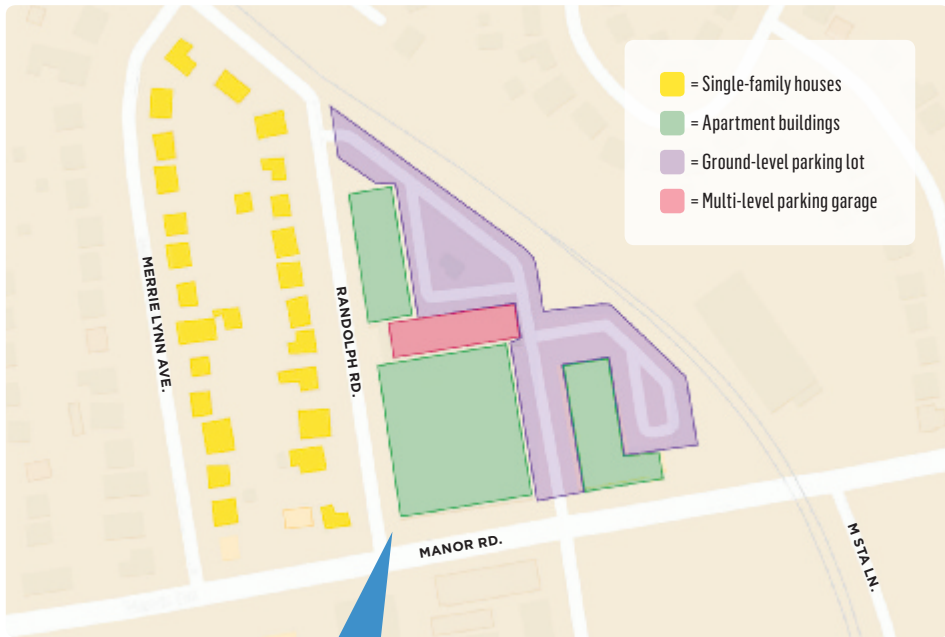 = Single-family houses
= Apartment buildings
= Ground-level parking lot
= Multi-level parking garage
MERRIE LYNN AVE.
RANDOLPH RD.
MANOR RD.
M STA LN.